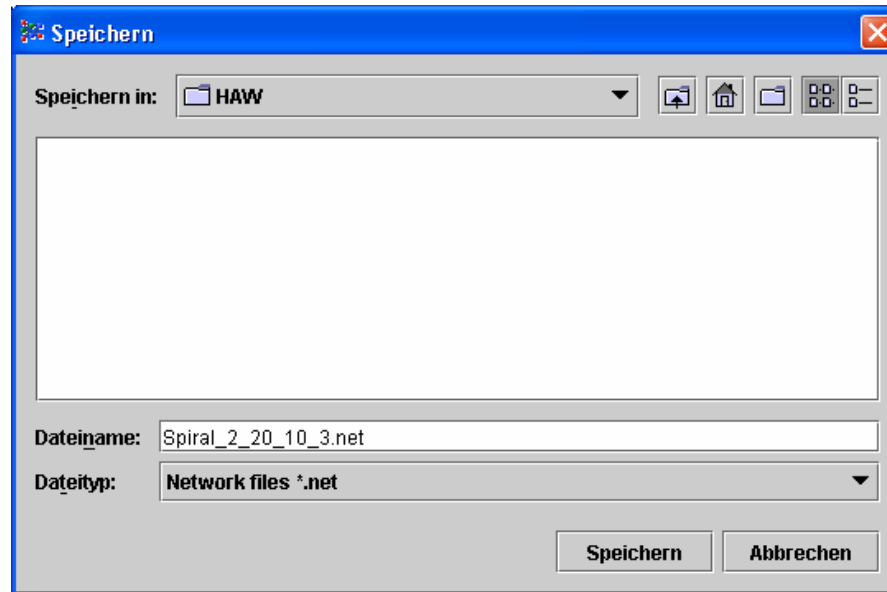 Speichern
Speichern in: HAW
Dateiname: Spiral_2_20_10_3.net
Dateityp: Network files *.net
Speichern Abbrechen